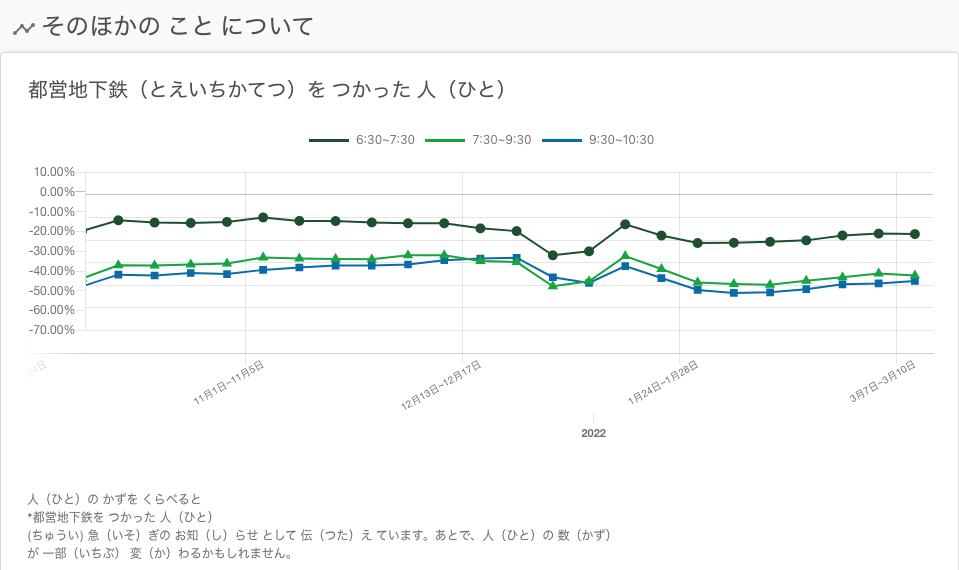 そのほかの こと について
都営地下鉄（とえいちかてつ）を つかった 人（ひと）
6:30~7:30 7:30~9:30 9:30~10:30
10.00%
0.00%
-10.00%
-20.00%
-30.00%
-40.00%
-50.00%
-60.00%
-70.00%
24日 11月1日~11月5日 12月13日~12月17日 1月24日~1月28日 3月7日~3月10日
2022
人（ひと）の かずを くらべると
*都営地下鉄を つかった 人（ひと）
(ちゅうい) 急（いそ）ぎの お知（し）らせ として 伝（つた）え ています。あとで、人（ひと）の 数（かず）
が 一部（いちぶ） 変（か）わるかもしれません。